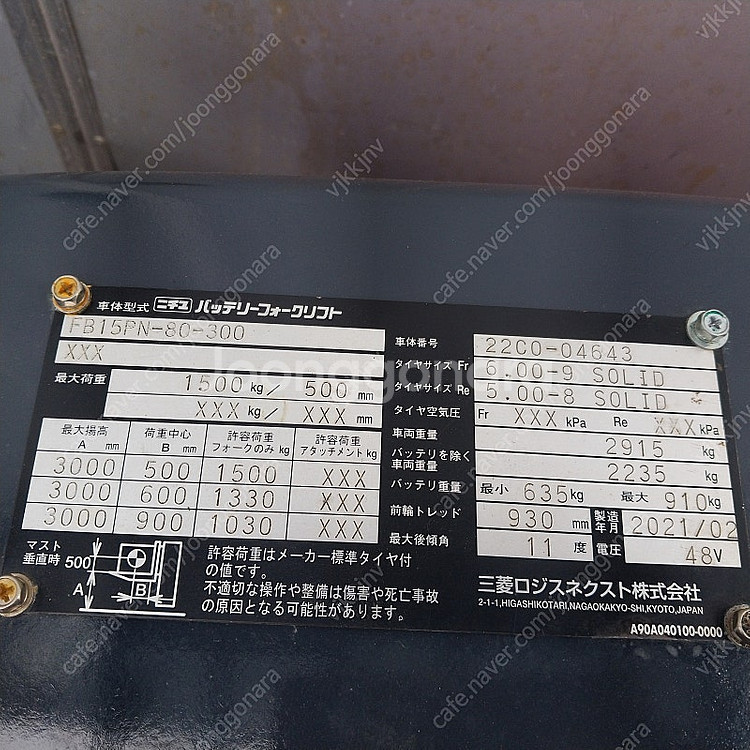 車体型式 ニチユ バッテリーフォークリフト
FB15PN-80-300
XXX
最大荷重 1500 kg/ 500 mm
XXX kg/ XXX mm
最大揚高 A mm 荷重中心 B mm 許容荷重 フォークのみ kg 許容荷重 アタッチメント kg
3000 500 1500 XXX
3000 600 1330 XXX
3000 900 1030 XXX
マスト
垂直時 500
A B
許容荷重はメーカー標準タイヤ付
の値です。
不適切な操作や整備は傷害や死亡事故
の原因となる可能性があります。
車体番号 22C0-04643
タイヤサイズ Fr 6.00-9 SOLID
タイヤサイズ Re 5.00-8 SOLID
タイヤ空気圧 Fr XXX kPa Re XXX kPa
車両重量 2915 kg
バッテリを除く
車両重量 2235 kg
バッテリ重量 最小 635 kg 最大 910 kg
前輪トレッド 930 mm 製造年月 2021/02
最大後傾角 11 度 電圧 48V
三菱ロジスネクスト株式会社
2-1-1,HIGASHIKOTARI,NAGAOKAKYO-SHI,KYOTO,JAPAN
A90A040100-0000
Joonggonara
cafe.naver.com/joonggonara
vjkkjnv